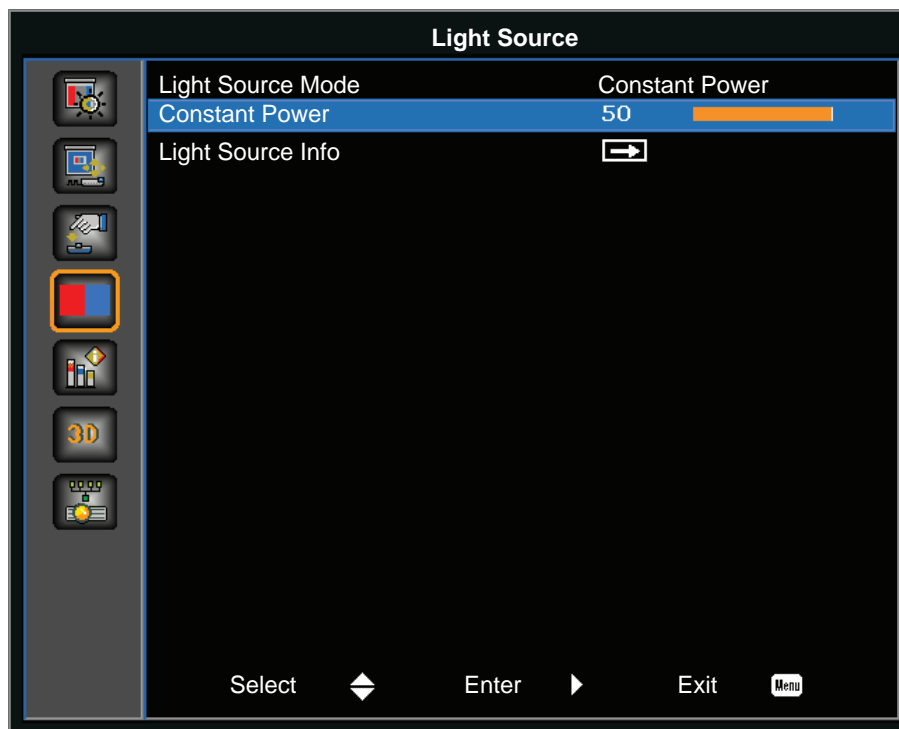 Light Source
Light Source Mode Constant Power
Constant Power 50
Light Source Info
3D
Select Enter Exit Menu